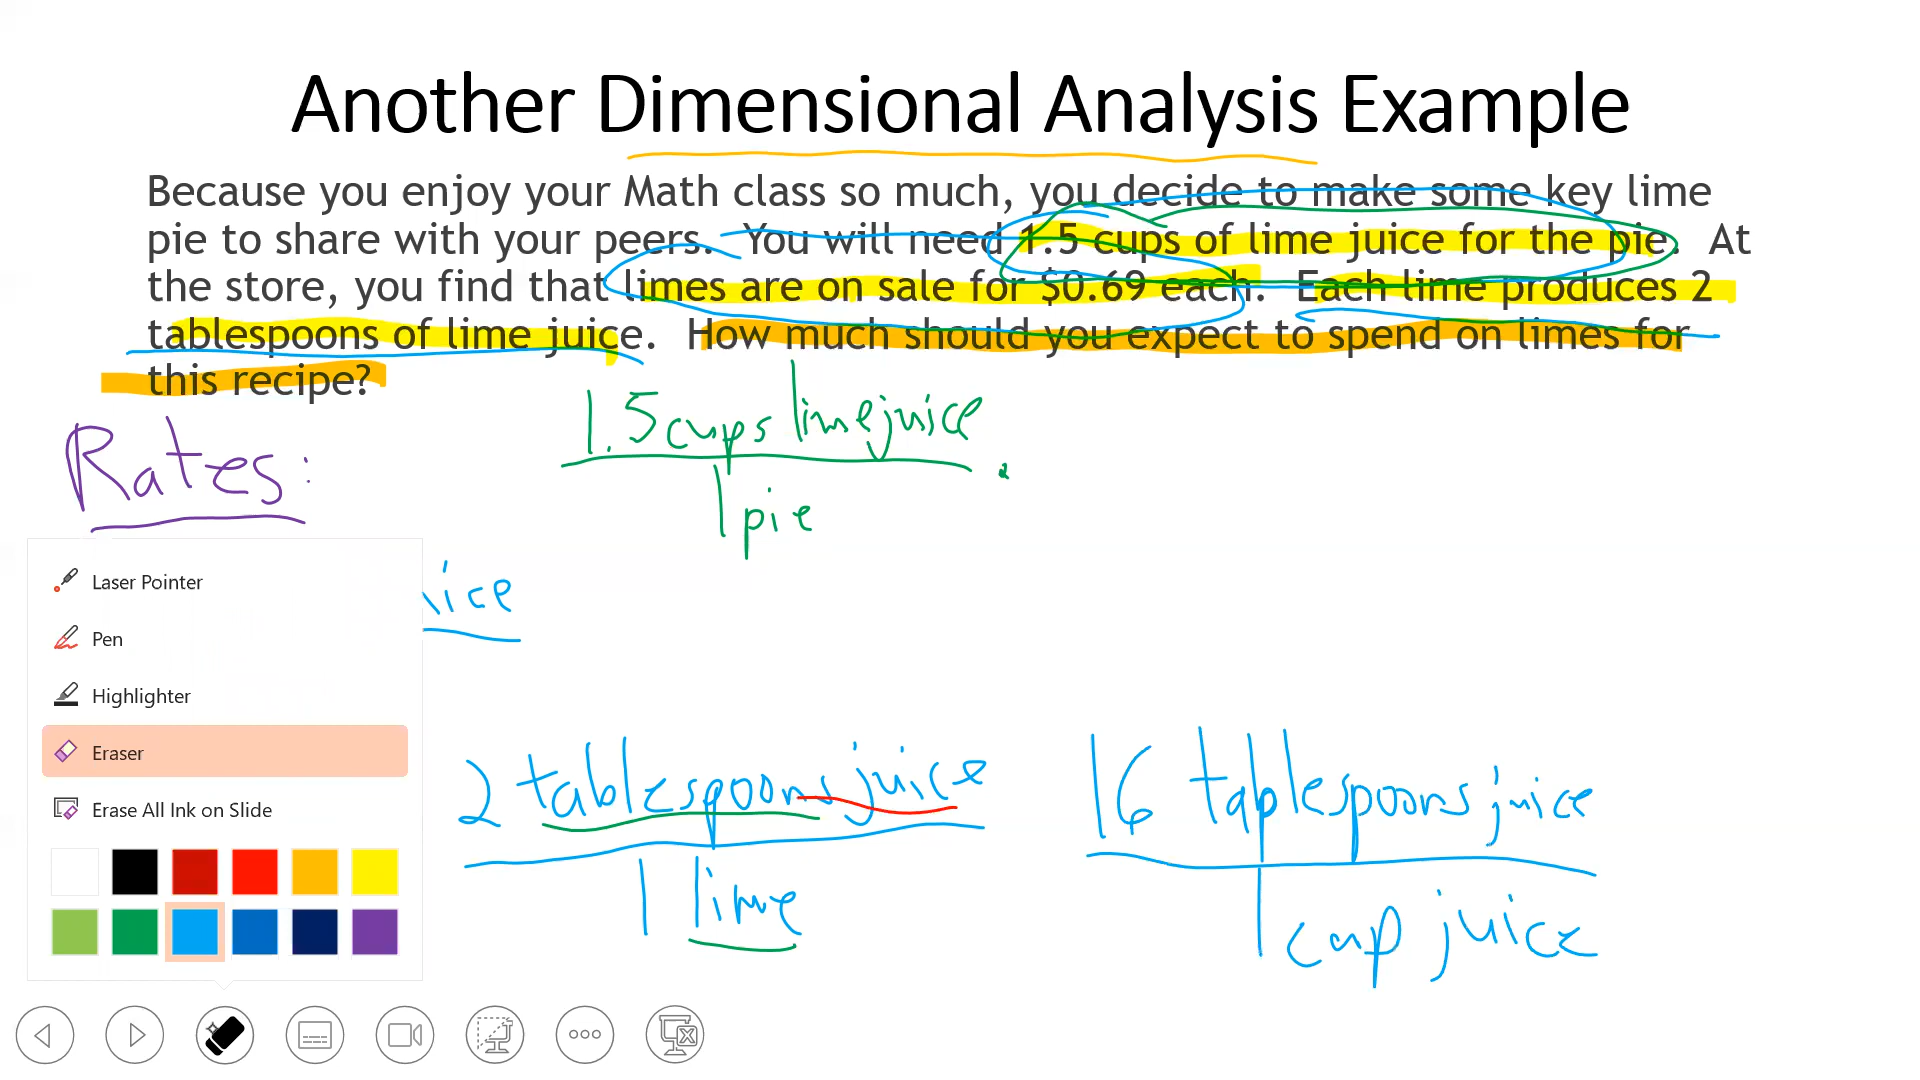 Another Dimensional Analysis Example
Because you enjoy your Math class so much, you decide to make some key lime
pie to share with your peers. You will need 1.5 cups of lime juice for the pie. At
the store, you find that limes are on sale for $0.69 each. Each lime produces 2
tablespoons of lime juice. How much should you expect to spend on limes for
this recipe?
1.5 cups lime juice
1 pie
Rates:
Laser Pointer
Pen
Highlighter
Eraser
Erase All Ink on Slide
2 tablespoons juice
1 lime
16 tablespoons juice
1 cup juice